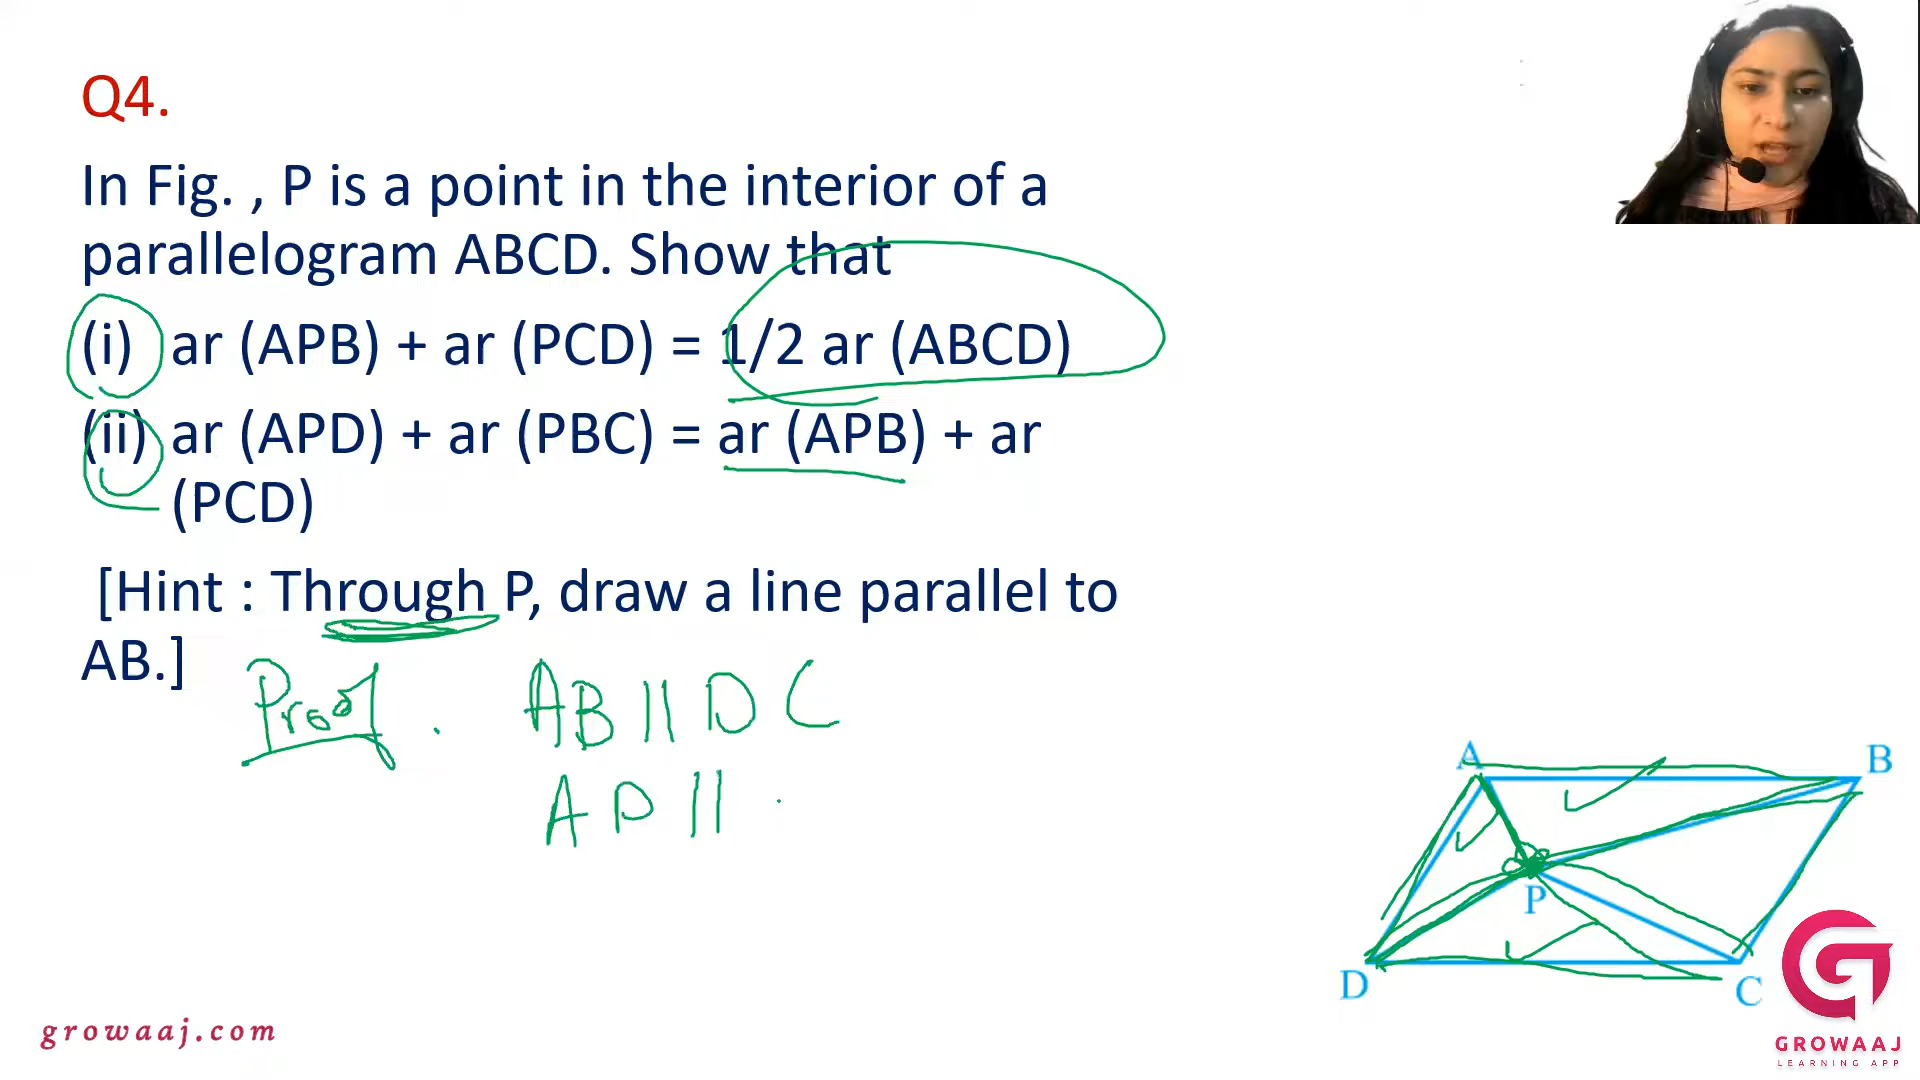 Q4.
In Fig. , P is a point in the interior of a
parallelogram ABCD. Show that
(i) ar (APB) + ar (PCD) = 1/2 ar (ABCD)
(ii) ar (APD) + ar (PBC) = ar (APB) + ar
(PCD)
[Hint : Through P, draw a line parallel to
AB.]
Proof. AB || DC
AD ||
A
B
P
D
C
growaaj.com
GROWAAJ
LEARNING APP